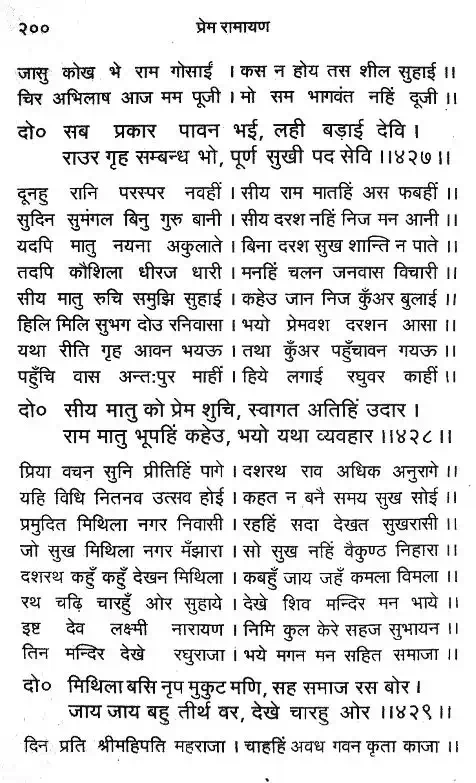 २०० प्रेम रामायण
जासु कोख भे राम गोसाईं । कस न होय तस शील सुहाई ॥
चिर अभिलाष आज मम पूजी । मो सम भागवंत नहिं दूजी ॥
दो० सब प्रकार पावन भई, लही बड़ाई देवि ।
राउर गृह सम्बन्ध भो, पूर्ण सुखी पद सेवि ॥४२७॥
दूनहु रानि परस्पर नवहीं । सीय राम मातहिं अस फबहीं ॥
सुदिन सुमंगल बिनु गुरु बानी । सीय दरश नहिं निज मन आनी ॥
यदपि मातु नयना अकुलाते । बिना दरश सुख शान्ति न पाते ॥
तदपि कौशिला धीरज धारी । मनहिं चलन जनवास विचारी ॥
सीय मातु रुचि समुझि सुहाई । कहेउ जान निज कुँअर बुलाई ॥
हिलि मिलि सुभग दोउ रनिवासा । भयो प्रेमवश दरशन आसा ॥
यथा रीति गृह आवन भयऊ । तथा कुँअर पहुँचावन गयऊ ॥
पहुँचि वास अन्तःपुर माहीं । हिये लगाई रघुवर काहीं ॥
दो० सीय मातु को प्रेम शुचि, स्वागत अतिहिं उदार ।
राम मातु भूपहिं कहेउ, भयो यथा व्यवहार ॥४२८॥
प्रिया वचन सुनि प्रीतिहिं पागे । दशरथ राव अधिक अनुरागे ॥
यहि विधि नितनव उत्सव होई । कहत न बनै समय सुख सोई ॥
प्रमुदित मिथिला नगर निवासी । रहहिं सदा देखत सुखरासी ॥
जो सुख मिथिला नगर मँझारा । सो सुख नहिं वैकुण्ठ निहारा ॥
दशरथ कहुँ कहुँ देखन मिथिला । कबहुँ जाय जहँ कमला विमला ॥
रथ चढ़ि चारहुँ ओर सुहाये । देखे शिव मन्दिर मन भाये ॥
इष्ट देव लक्ष्मी नारायण । निमि कुल केरे सहज सुभायन ॥
तिन मन्दिर देखे रघुराजा । भये मगन मन सहित समाजा ॥
दो० मिथिला बसि नृप मुकुट मणि, सह समाज रस बोर ।
जाय जाय बहु तीर्थ वर, देखे चारहु ओर ॥४२९॥
दिन प्रति श्रीमहिपति महराजा । चाहहिं अवध गवन कृता काजा ॥